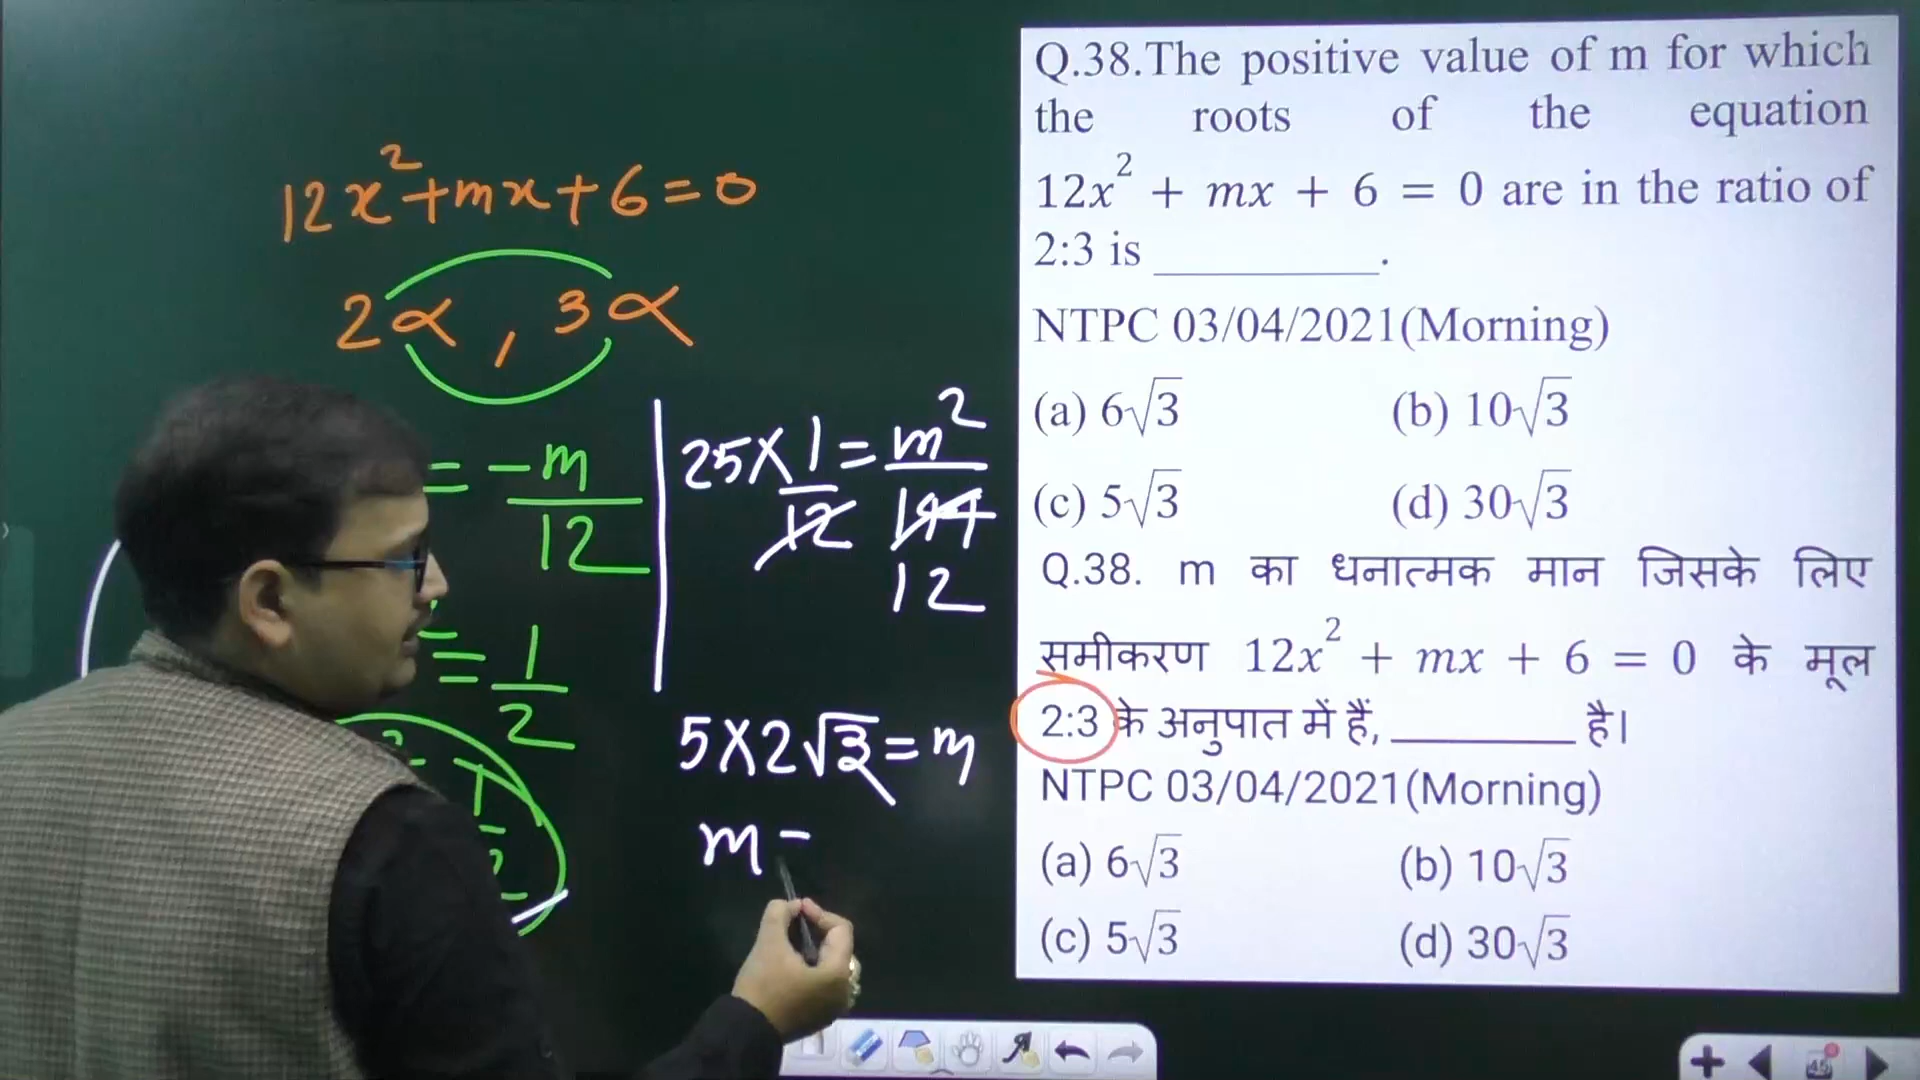 12x²+mx+6=0
2α , 3α
= -m/12
= 1/2
25×1/12 = m²/144
12
5×2√3=m
m =
Q.38.The positive value of m for which
the roots of the equation
12x² + mx + 6 = 0 are in the ratio of
2:3 is ________.
NTPC 03/04/2021(Morning)
(a) 6√3 (b) 10√3
(c) 5√3 (d) 30√3
Q.38. m का धनात्मक मान जिसके लिए
समीकरण 12x² + mx + 6 = 0 के मूल
2:3 के अनुपात में हैं, ________ है।
NTPC 03/04/2021(Morning)
(a) 6√3 (b) 10√3
(c) 5√3 (d) 30√3
45